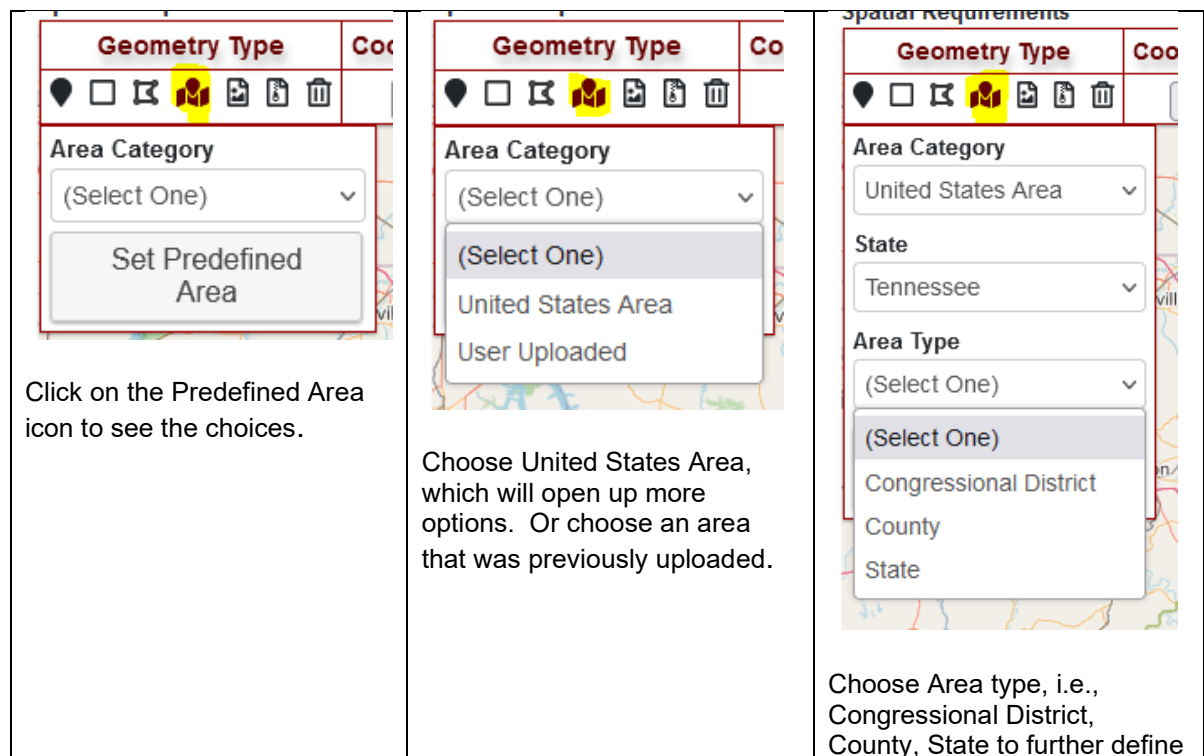 Geometry Type Coo
Area Category
(Select One)
Set Predefined
Area
Click on the Predefined Area
icon to see the choices.
Geometry Type Co
Area Category
(Select One)
(Select One)
United States Area
User Uploaded
Choose United States Area,
which will open up more
options.  Or choose an area
that was previously uploaded.
Spatial Requirements
Geometry Type Coo
Area Category
United States Area
State
Tennessee
Area Type
(Select One)
(Select One)
Congressional District
County
State
Choose Area type, i.e.,
Congressional District,
County, State to further define